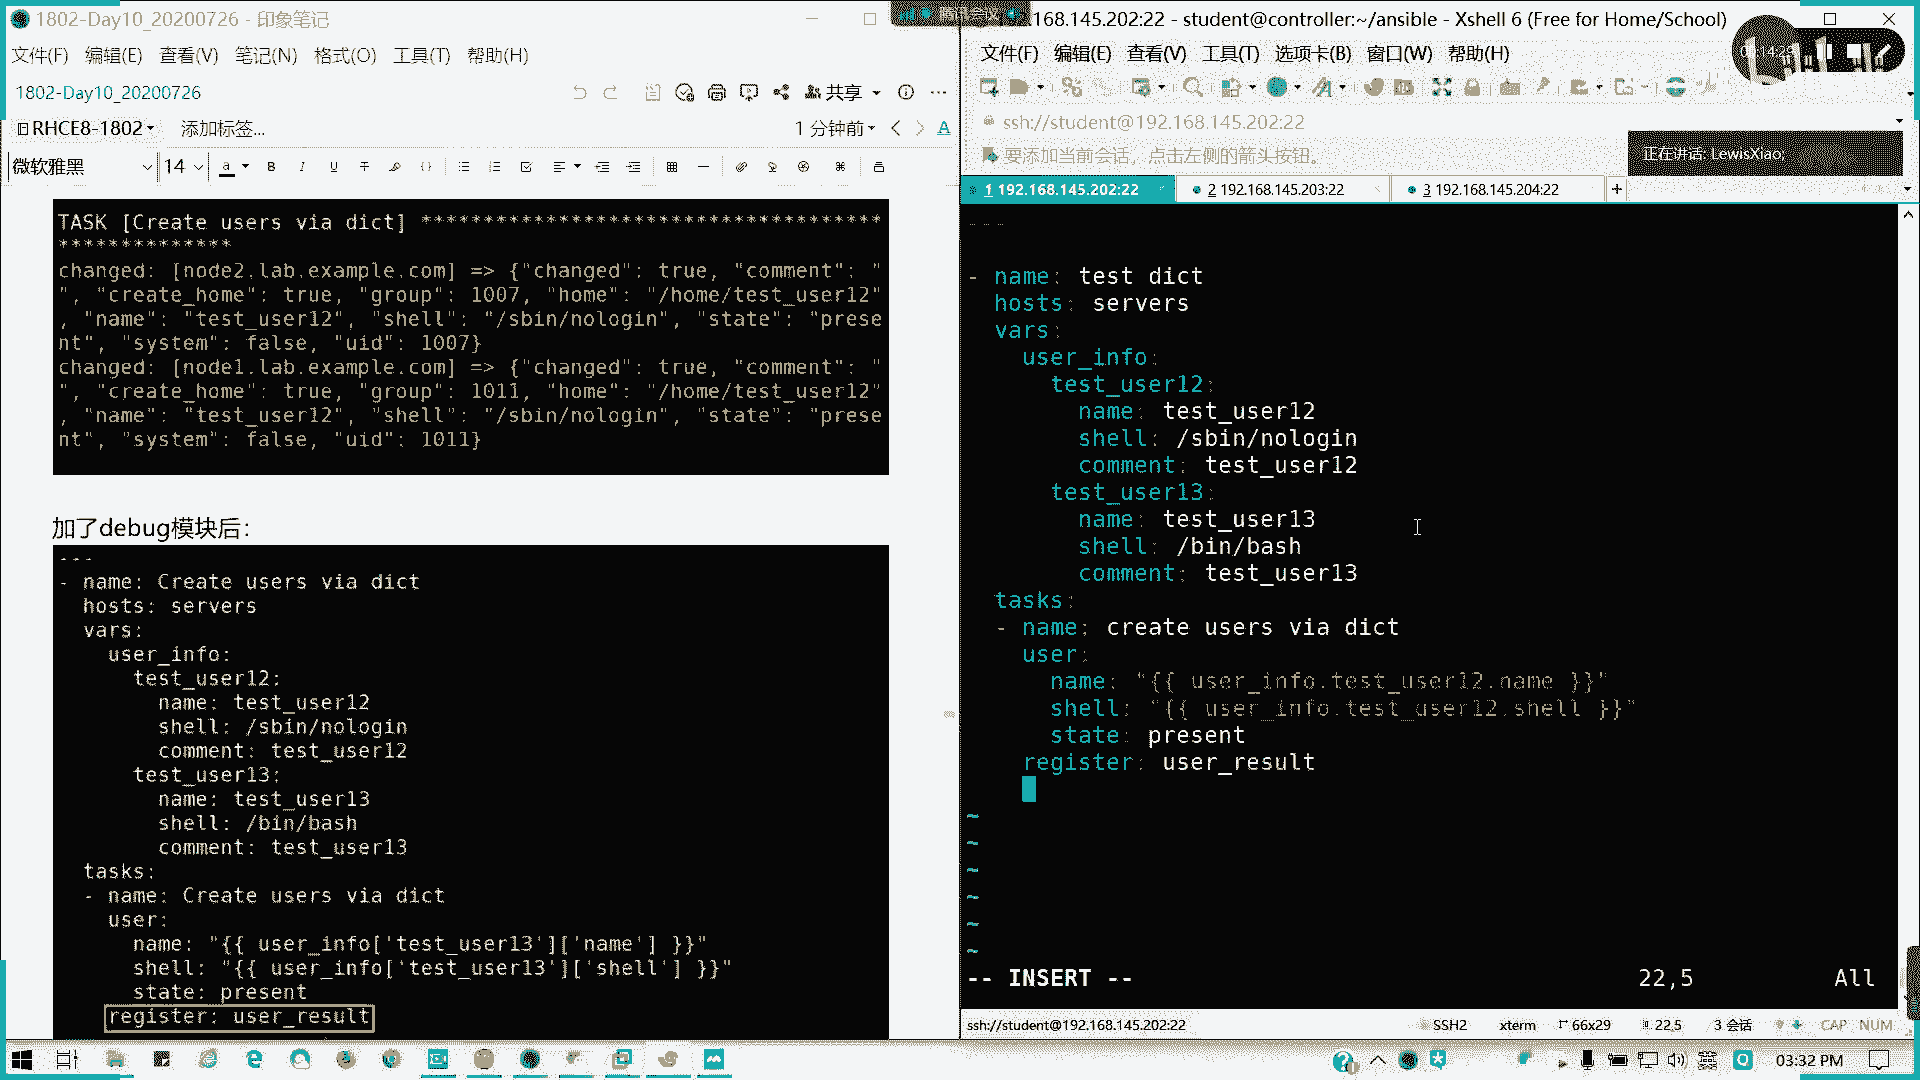 1802-Day10_20200726 - 印象笔记
文件(F) 编辑(E) 查看(V) 笔记(N) 格式(O) 工具(T) 帮助(H)
1802-Day10_20200726
共享
RHCE8-1802 添加标签...
1 分钟前
微软雅黑 14
TASK [Create users via dict] *************************************
**************
changed: [node2.lab.example.com] => {"changed": true, "comment": "
", "create_home": true, "group": 1007, "home": "/home/test_user12"
, "name": "test_user12", "shell": "/sbin/nologin", "state": "prese
nt", "system": false, "uid": 1007}
changed: [node1.lab.example.com] => {"changed": true, "comment": "
", "create_home": true, "group": 1011, "home": "/home/test_user12"
, "name": "test_user12", "shell": "/sbin/nologin", "state": "prese
nt", "system": false, "uid": 1011}
加了debug模块后：
---
- name: Create users via dict
hosts: servers
vars:
user_info:
test_user12:
name: test_user12
shell: /sbin/nologin
comment: test_user12
test_user13:
name: test_user13
shell: /bin/bash
comment: test_user13
tasks:
- name: Create users via dict
user:
name: "{{ user_info['test_user13']['name'] }}"
shell: "{{ user_info['test_user13']['shell'] }}"
state: present
register: user_result
腾讯会议
.168.145.202:22 - student@controller:~/ansible - Xshell 6 (Free for Home/School)
文件(F) 编辑(E) 查看(V) 工具(T) 选项卡(B) 窗口(W) 帮助(H)
ssh://student@192.168.145.202:22
要添加当前会话，点击左侧的箭头按钮。
正在讲话: LewisXiao;
1 192.168.145.202:22
2 192.168.145.203:22
3 192.168.145.204:22
---
- name: test dict
hosts: servers
vars:
user_info:
test_user12:
name: test_user12
shell: /sbin/nologin
comment: test_user12
test_user13:
name: test_user13
shell: /bin/bash
comment: test_user13
tasks:
- name: create users via dict
user:
name: "{{ user_info.test_user12.name }}"
shell: "{{ user_info.test_user12.shell }}"
state: present
register: user_result
~
~
~
~
~
~
-- INSERT -- 22,5 All
ssh://student@192.168.145.202:22 SSH2 xterm 66x29 22,5 3 会话 CAP NUM
03:32 PM